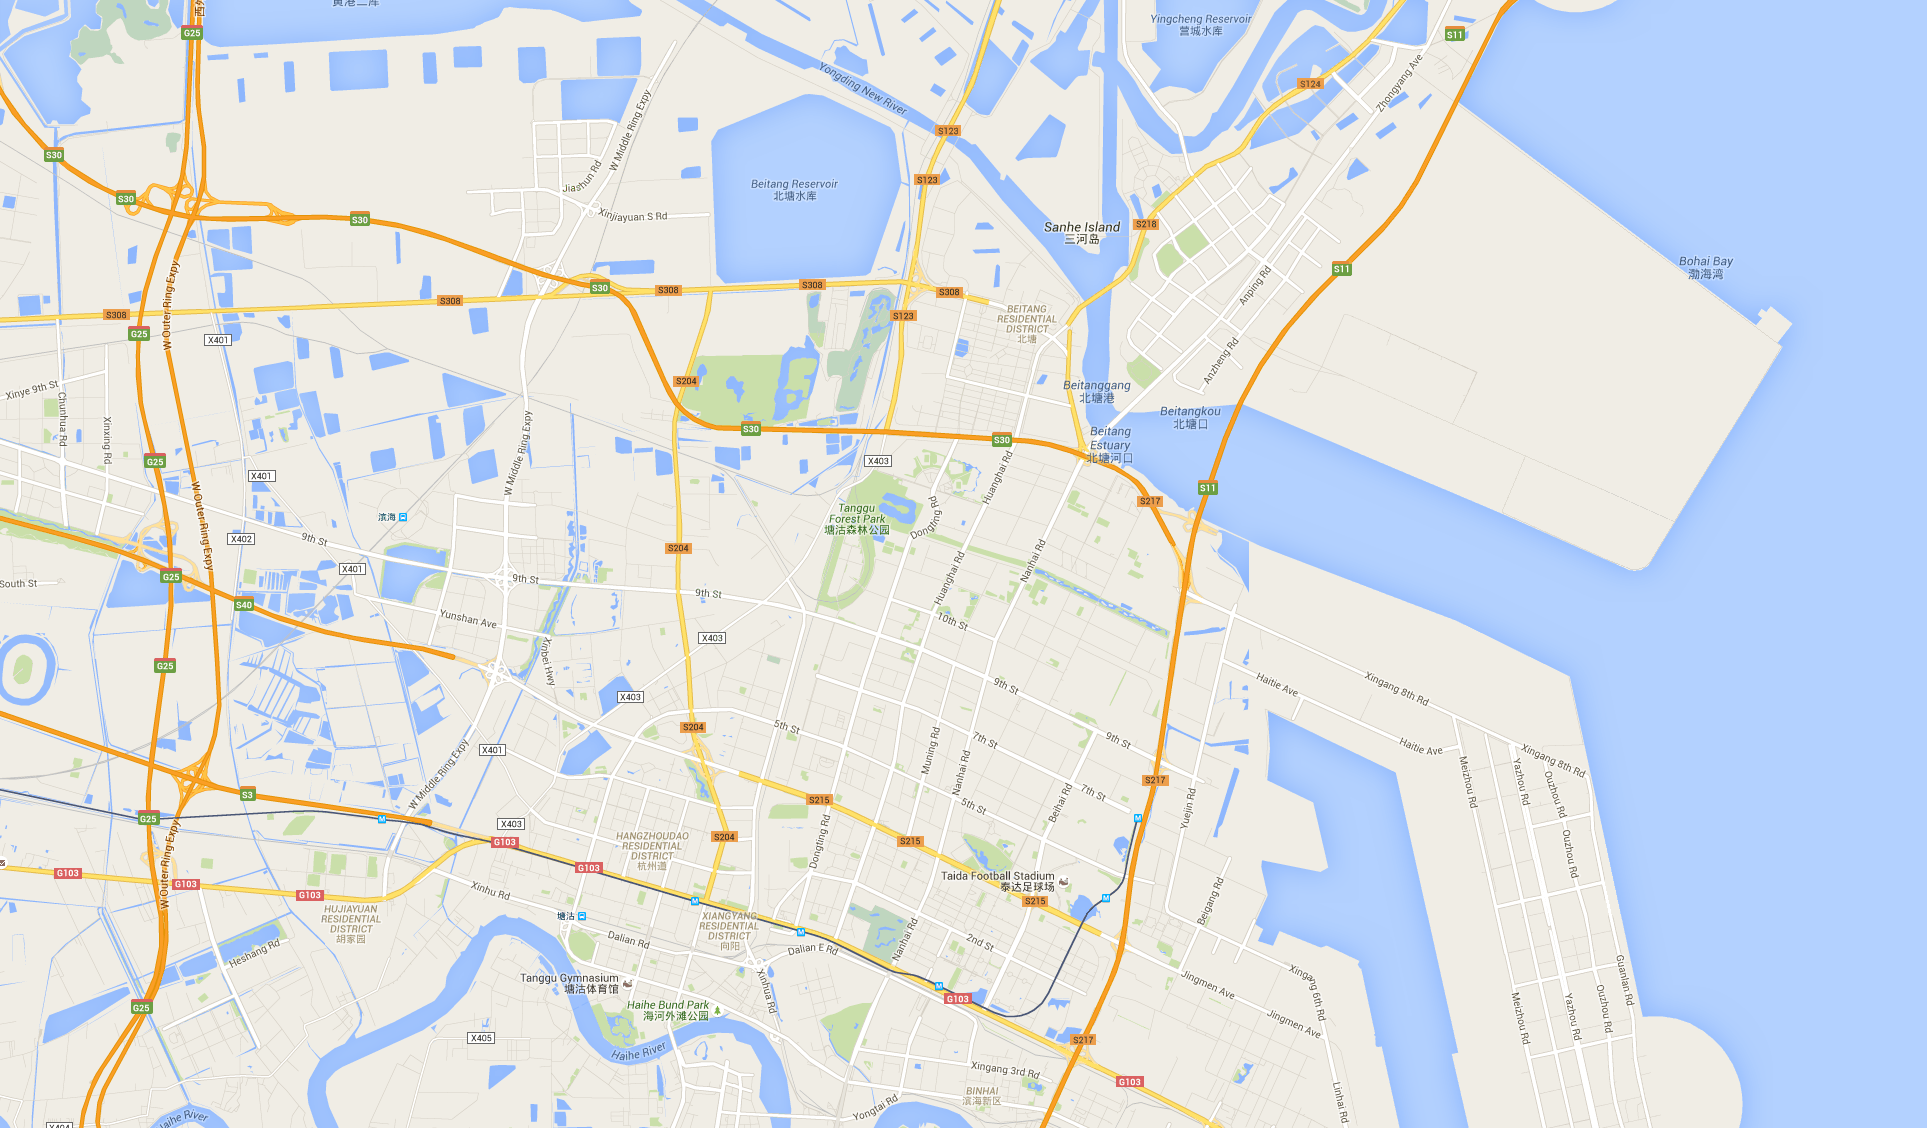 黄港二库
西外
G25
Yingcheng Reservoir
营城水库
S11
Yongding New River
S124
Zhongyang Ave
S123
W Middle Ring Expy
S30
Jiashun Rd
Beitang Reservoir
北塘水库
S123
S30
Xinjiayuan S Rd
S30
Sanhe Island
三河岛
S218
Bohai Bay
渤海湾
S11
Anping Rd
W Outer Ring Expy
S30
S308
S308
S308
S308
S308
S123
BEITANG
RESIDENTIAL
DISTRICT
北塘
G25
X401
Anzheng Rd
S204
Xinye 9th St
Chunhua Rd
Xinxing Rd
Beitanggang
北塘港
Beitangkou
北塘口
S30
S30
Beitang
Estuary
北塘河口
W Middle Ring Expy
G25
X403
X401
Huanghai Rd
S11
S217
W Outer Ring Expy
滨海
Tanggu
Forest Park
塘沽森林公园
Dongting Rd
X402
9th St
S204
Nanhai Rd
X401
G25
South St
9th St
9th St
Huanghai Rd
S40
Yunshan Ave
10th St
X403
Xinbei Hwy
G25
9th St
Haitie Ave
Xingang 8th Rd
X403
S204
5th St
7th St
9th St
Muning Rd
Nanhai Rd
X401
Haitie Ave
Xingang 8th Rd
W Middle Ring Expy
S217
Meizhou Rd
Yazhou Rd
Ouzhou Rd
S3
S215
5th St
7th St
Beihai Rd
Yuejin Rd
G25
X403
M
M
HANGZHOUDAO
RESIDENTIAL
DISTRICT
杭州道
S204
Dongting Rd
S215
G103
Ouzhou Rd
W Outer Ring Expy
G103
G103
G103
G103
Taida Football Stadium
泰达足球场
Xinhu Rd
M
M
S215
Beigang Rd
HUJIAYUAN
RESIDENTIAL
DISTRICT
胡家园
塘沽
XIANGYANG
RESIDENTIAL
DISTRICT
向阳
M
Dalian Rd
Dalian E Rd
Nanhai Rd
2nd St
Heshang Rd
Tanggu Gymnasium
塘沽体育馆
Xinhua Rd
M
G103
Jingmen Ave
Xingang 6th Rd
Guanlan Rd
G25
Haihe Bund Park
海河外滩公园
Meizhou Rd
Yazhou Rd
Ouzhou Rd
Jingmen Ave
X405
Haihe River
S217
Xingang 3rd Rd
G103
BINHAI
滨海新区
Linhai Rd
Yongtai Rd
Haihe River
X404